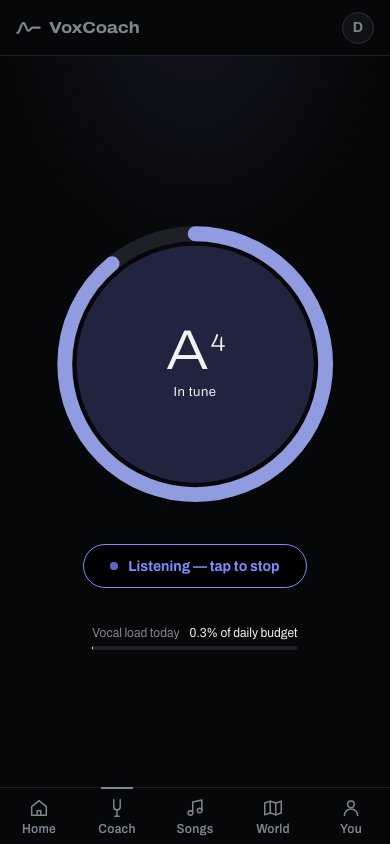 VoxCoach
D
A4
In tune
Listening — tap to stop
Vocal load today 0.3% of daily budget
Home Coach Songs World You